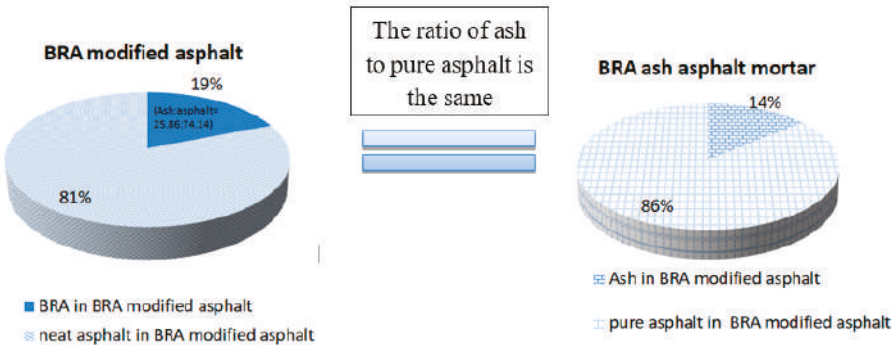 BRA modified asphalt
19%
(Ash:asphalt=
25.86:74.14)
81%
BRA in BRA modified asphalt
neat asphalt in BRA modified asphalt
The ratio of ash
to pure asphalt is
the same
BRA ash asphalt mortar
14%
86%
Ash in BRA modified asphalt
pure asphalt in BRA modified asphalt